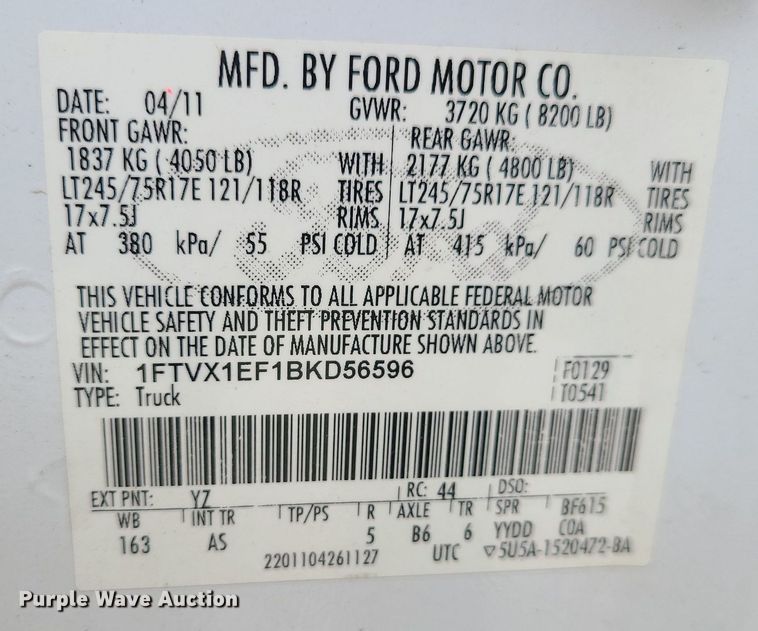 MFD. BY FORD MOTOR CO.
DATE: 04/11 GVWR: 3720 KG ( 8200 LB)
FRONT GAWR: REAR GAWR:
1837 KG ( 4050 LB) WITH 2177 KG ( 4800 LB) WITH
LT245/75R17E 121/118R TIRES LT245/75R17E 121/118R TIRES
17x7.5J RIMS 17x7.5J RIMS
AT 380 kPa/ 55 PSI COLD AT 415 kPa/ 60 PSI COLD
THIS VEHICLE CONFORMS TO ALL APPLICABLE FEDERAL MOTOR
VEHICLE SAFETY AND THEFT PREVENTION STANDARDS IN
EFFECT ON THE DATE OF MANUFACTURE SHOWN ABOVE.
VIN: 1FTVX1EF1BKD56596 F0129
TYPE: Truck T0541
EXT PNT: YZ RC: 44 DSO:
WB INT TR TP/PS R AXLE TR SPR BF615
163 AS 5 B6 6 YYDD COA
2201104261127 UTC ▽5U5A-1520472-BA
Purple Wave Auction